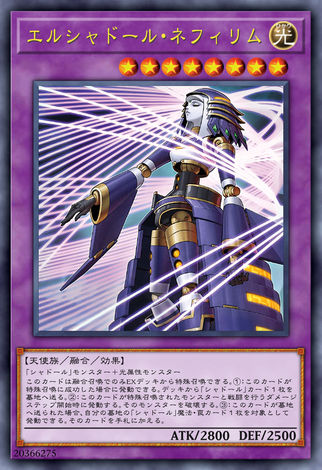 エルシャドール・ネフィリム
光
【天使族／融合／効果】
「シャドール」モンスター＋光属性モンスター
このカードは融合召喚でのみEXデッキから特殊召喚できる。①：このカードが
特殊召喚に成功した場合に発動できる。デッキから「シャドール」カード１枚を
墓地へ送る。②：このカードが特殊召喚されたモンスターと戦闘を行うダメージ
ステップ開始時に発動する。そのモンスターを破壊する。③：このカードが墓地
へ送られた場合、自分の墓地の「シャドール」魔法・罠カード１枚を対象として
発動できる。そのカードを手札に加える。
ATK/2800 DEF/2500
20366275